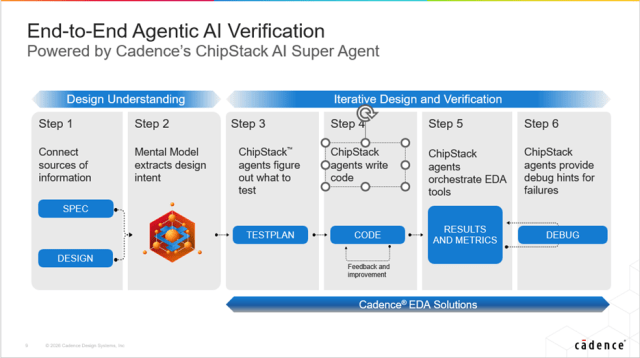 End-to-End Agentic AI Verification
Powered by Cadence's ChipStack AI Super Agent
Design Understanding
Iterative Design and Verification
Step 1
Connect
sources of
information
SPEC
DESIGN
Step 2
Mental Model
extracts design
intent
Step 3
ChipStack™
agents figure
out what to
test
TESTPLAN
Step 4
ChipStack
agents write
code
CODE
Feedback and
improvement
Step 5
ChipStack
agents
orchestrate EDA
tools
RESULTS
AND METRICS
Step 6
ChipStack
agents provide
debug hints for
failures
DEBUG
Cadence® EDA Solutions
© 2026 Cadence Design Systems, Inc
cādence®